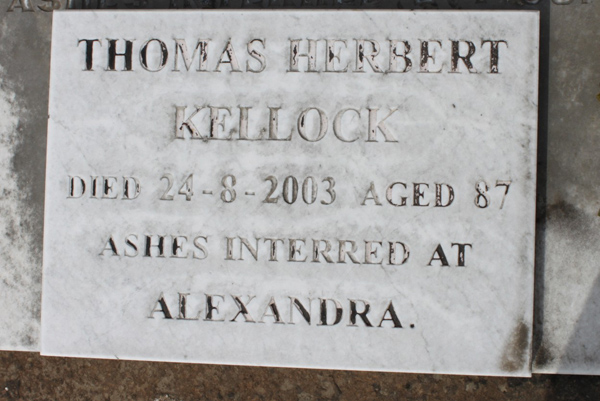 THOMAS HERBERT
KELLOCK
DIED 24-8-2003 AGED 87
ASHES INTERRED AT
ALEXANDRA.